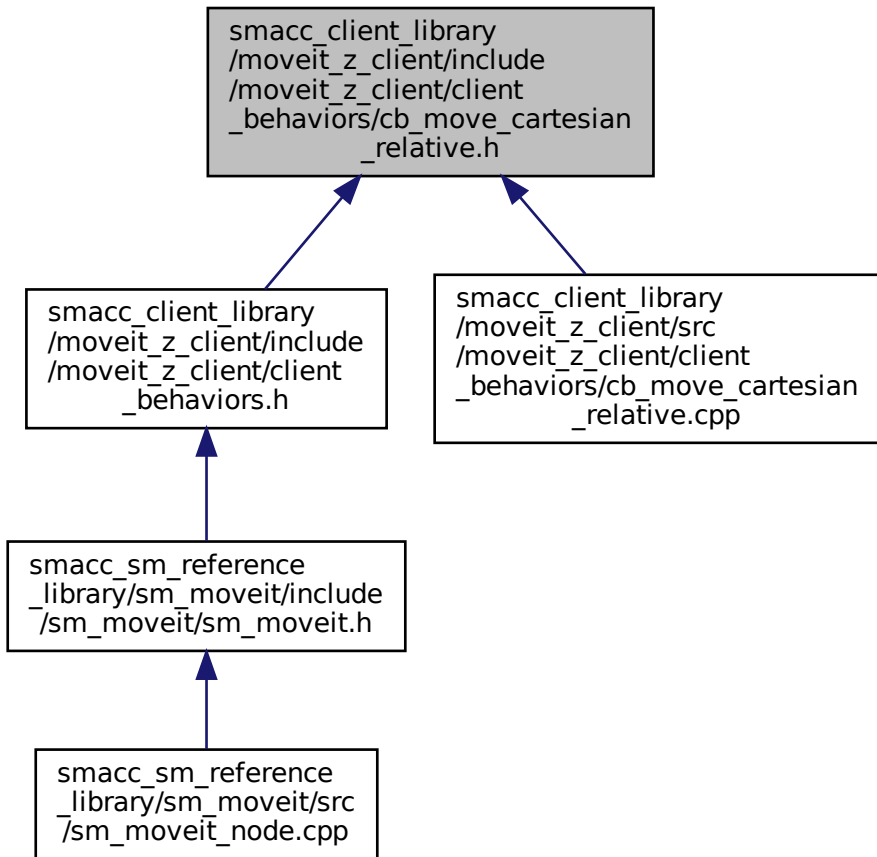 smacc_client_library
/moveit_z_client/include
/moveit_z_client/client
_behaviors/cb_move_cartesian
_relative.h
smacc_client_library
/moveit_z_client/include
/moveit_z_client/client
_behaviors.h
smacc_client_library
/moveit_z_client/src
/moveit_z_client/client
_behaviors/cb_move_cartesian
_relative.cpp
smacc_sm_reference
_library/sm_moveit/include
/sm_moveit/sm_moveit.h
smacc_sm_reference
_library/sm_moveit/src
/sm_moveit_node.cpp